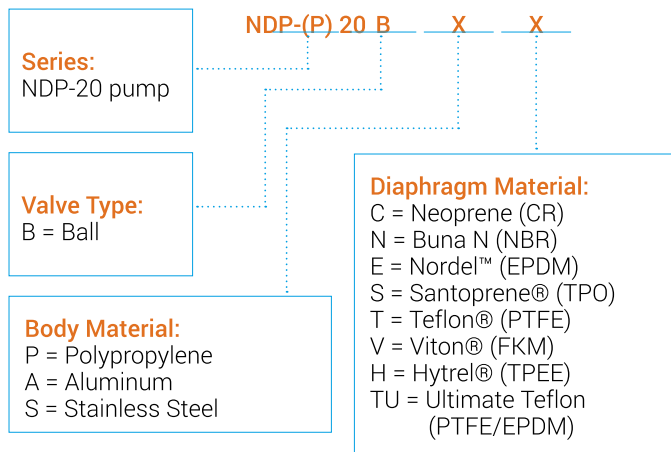 NDP-(P) 20 B X X
Series:
NDP-20 pump
Valve Type:
B = Ball
Body Material:
P = Polypropylene
A = Aluminum
S = Stainless Steel
Diaphragm Material:
C = Neoprene (CR)
N = Buna N (NBR)
E = Nordel™ (EPDM)
S = Santoprene® (TPO)
T = Teflon® (PTFE)
V = Viton® (FKM)
H = Hytrel® (TPEE)
TU = Ultimate Teflon
(PTFE/EPDM)